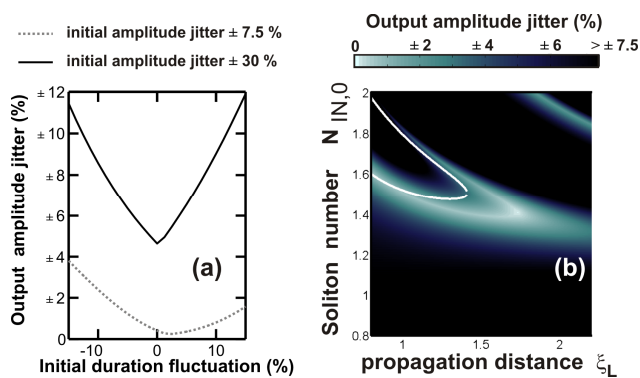 initial amplitude jitter ± 7.5 %
initial amplitude jitter ± 30 %
Output amplitude jitter (%)
0 ± 2 ± 4 ± 6 > ± 7.5
Output amplitude jitter (%)
± 12
± 10
± 8
± 6
± 4
± 2
0
-10 0 10
Initial duration fluctuation (%)
(a)
Soliton number N IN,0
2
1.8
1.6
1.4
1.2
1
0.8
1 1.5 2
propagation distance ξL
(b)